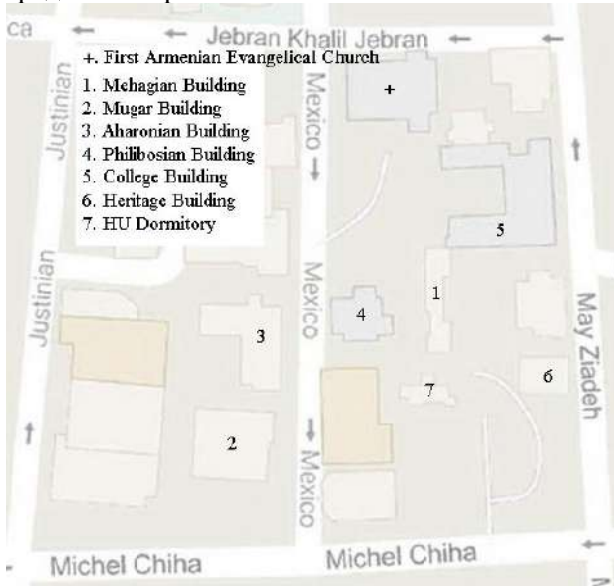 ca
Jebran Khalil Jebran
+. First Armenian Evangelical Church
1. Mehagian Building
2. Mugar Building
3. Aharonian Building
4. Philibosian Building
5. College Building
6. Heritage Building
7. HU Dormitory
Justinian
Mexico
+
5
Mexico
1
4
3
Justinian
May Ziadeh
6
7
2
Mexico
Michel Chiha
Michel Chiha